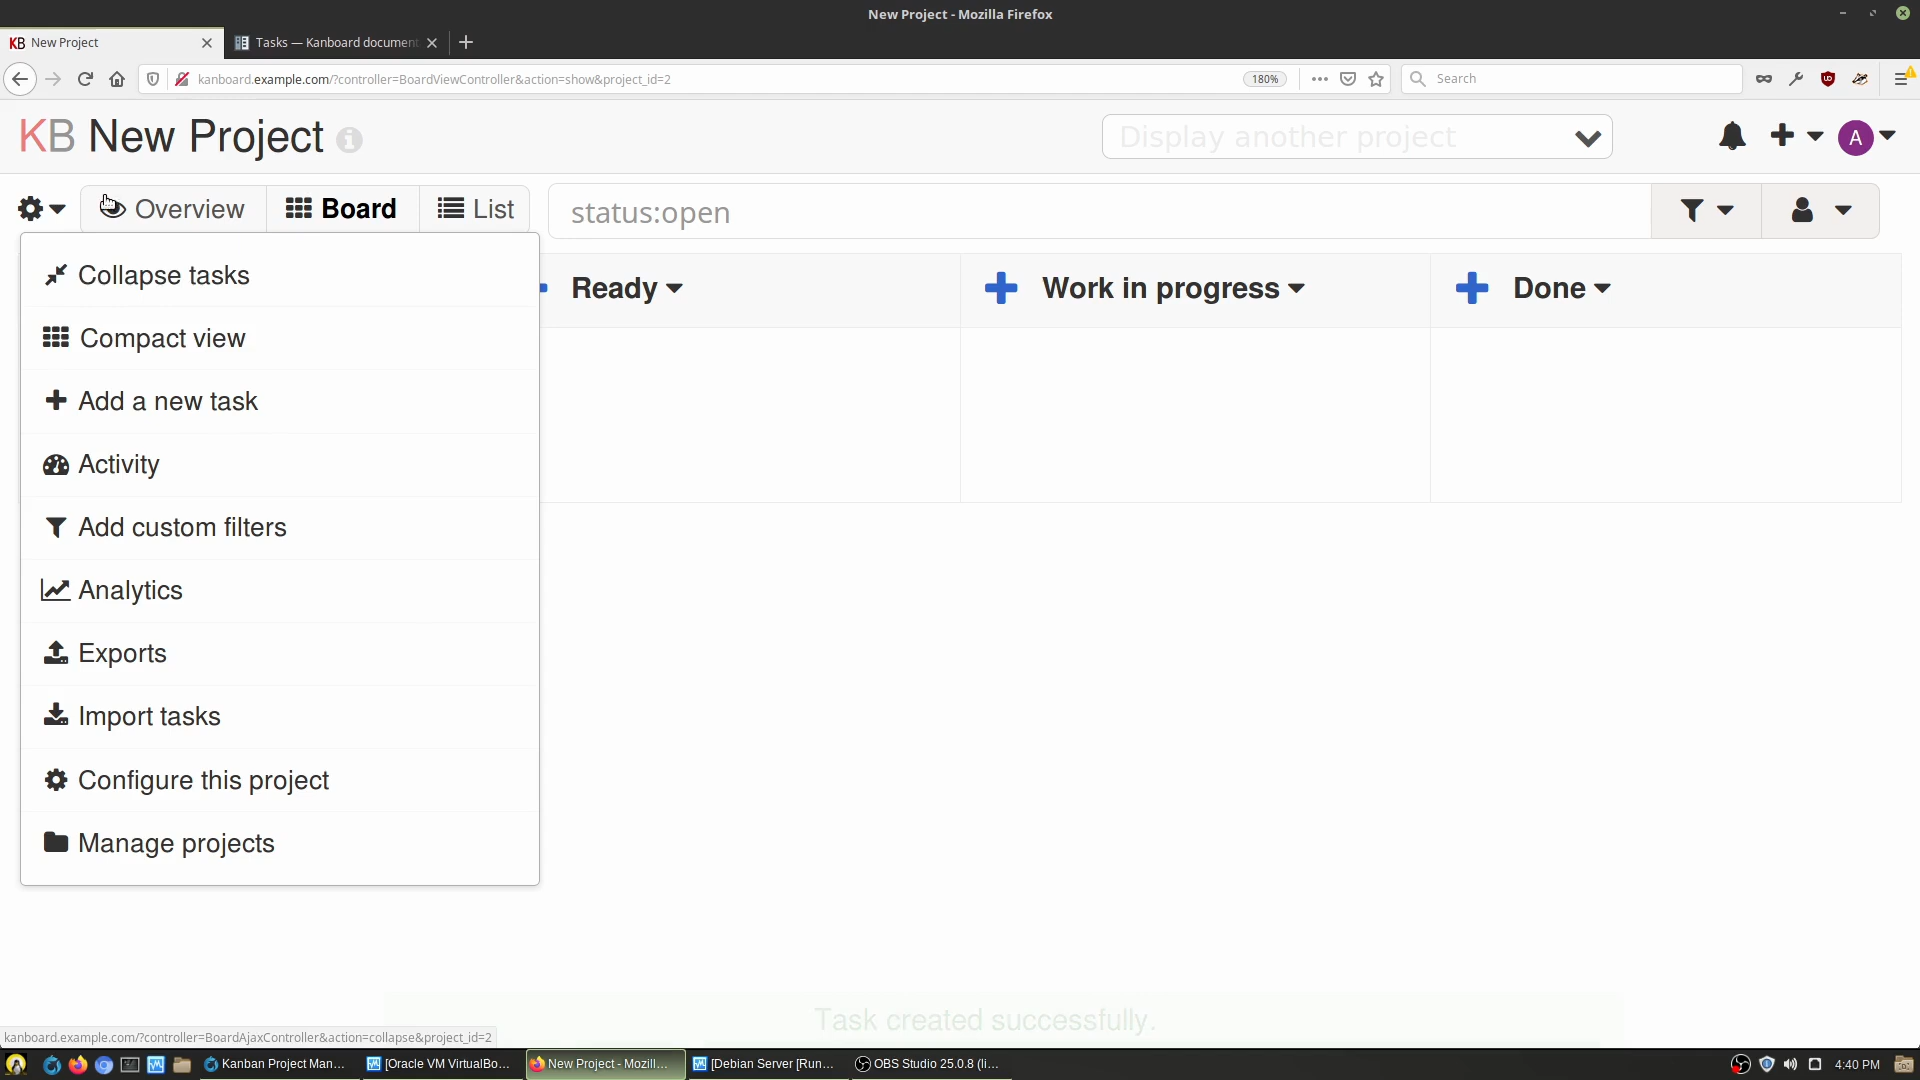 New Project - Mozilla Firefox
KB New Project
Tasks — Kanboard document
kanboard.example.com/?controller=BoardViewController&action=show&project_id=2
180%
Search
KB New Project
Display another project
A
Overview
Board
List
status:open
Collapse tasks
Compact view
Add a new task
Activity
Add custom filters
Analytics
Exports
Import tasks
Configure this project
Manage projects
Ready
Work in progress
Done
Task created successfully.
kanboard.example.com/?controller=BoardAjaxController&action=collapse&project_id=2
Kanban Project Man...
[Oracle VM VirtualBo...
New Project - Mozill...
[Debian Server [Run...
OBS Studio 25.0.8 (li...
4:40 PM